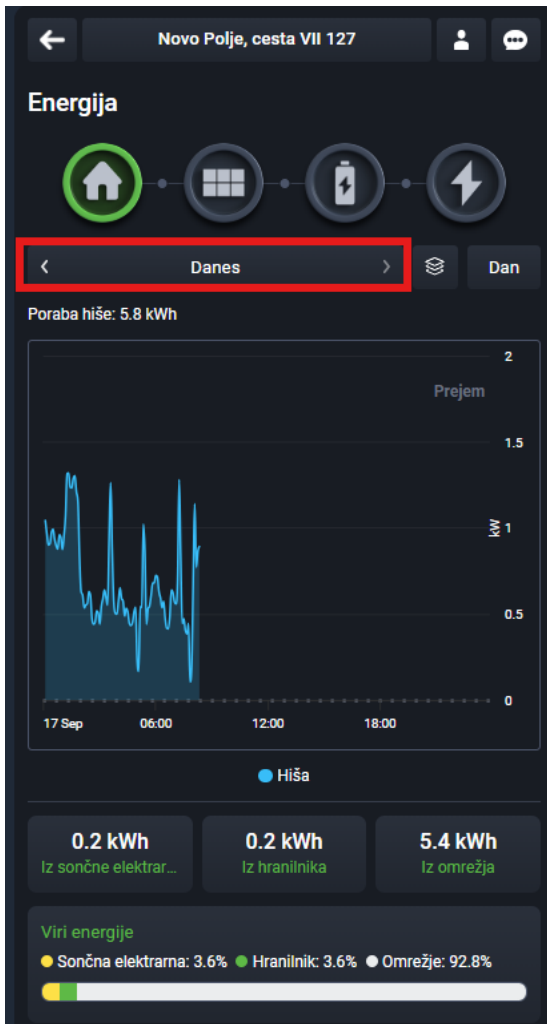 Novo Polje, cesta VII 127
Energija
Danes
Dan
Poraba hiše: 5.8 kWh
2
Prejem
1.5
kW
1
0.5
0
17 Sep 06:00 12:00 18:00
Hiša
0.2 kWh 0.2 kWh 5.4 kWh
Iz sončne elektrar... Iz hranilnika Iz omrežja
Viri energije
Sončna elektrarna: 3.6% Hranilnik: 3.6% Omrežje: 92.8%